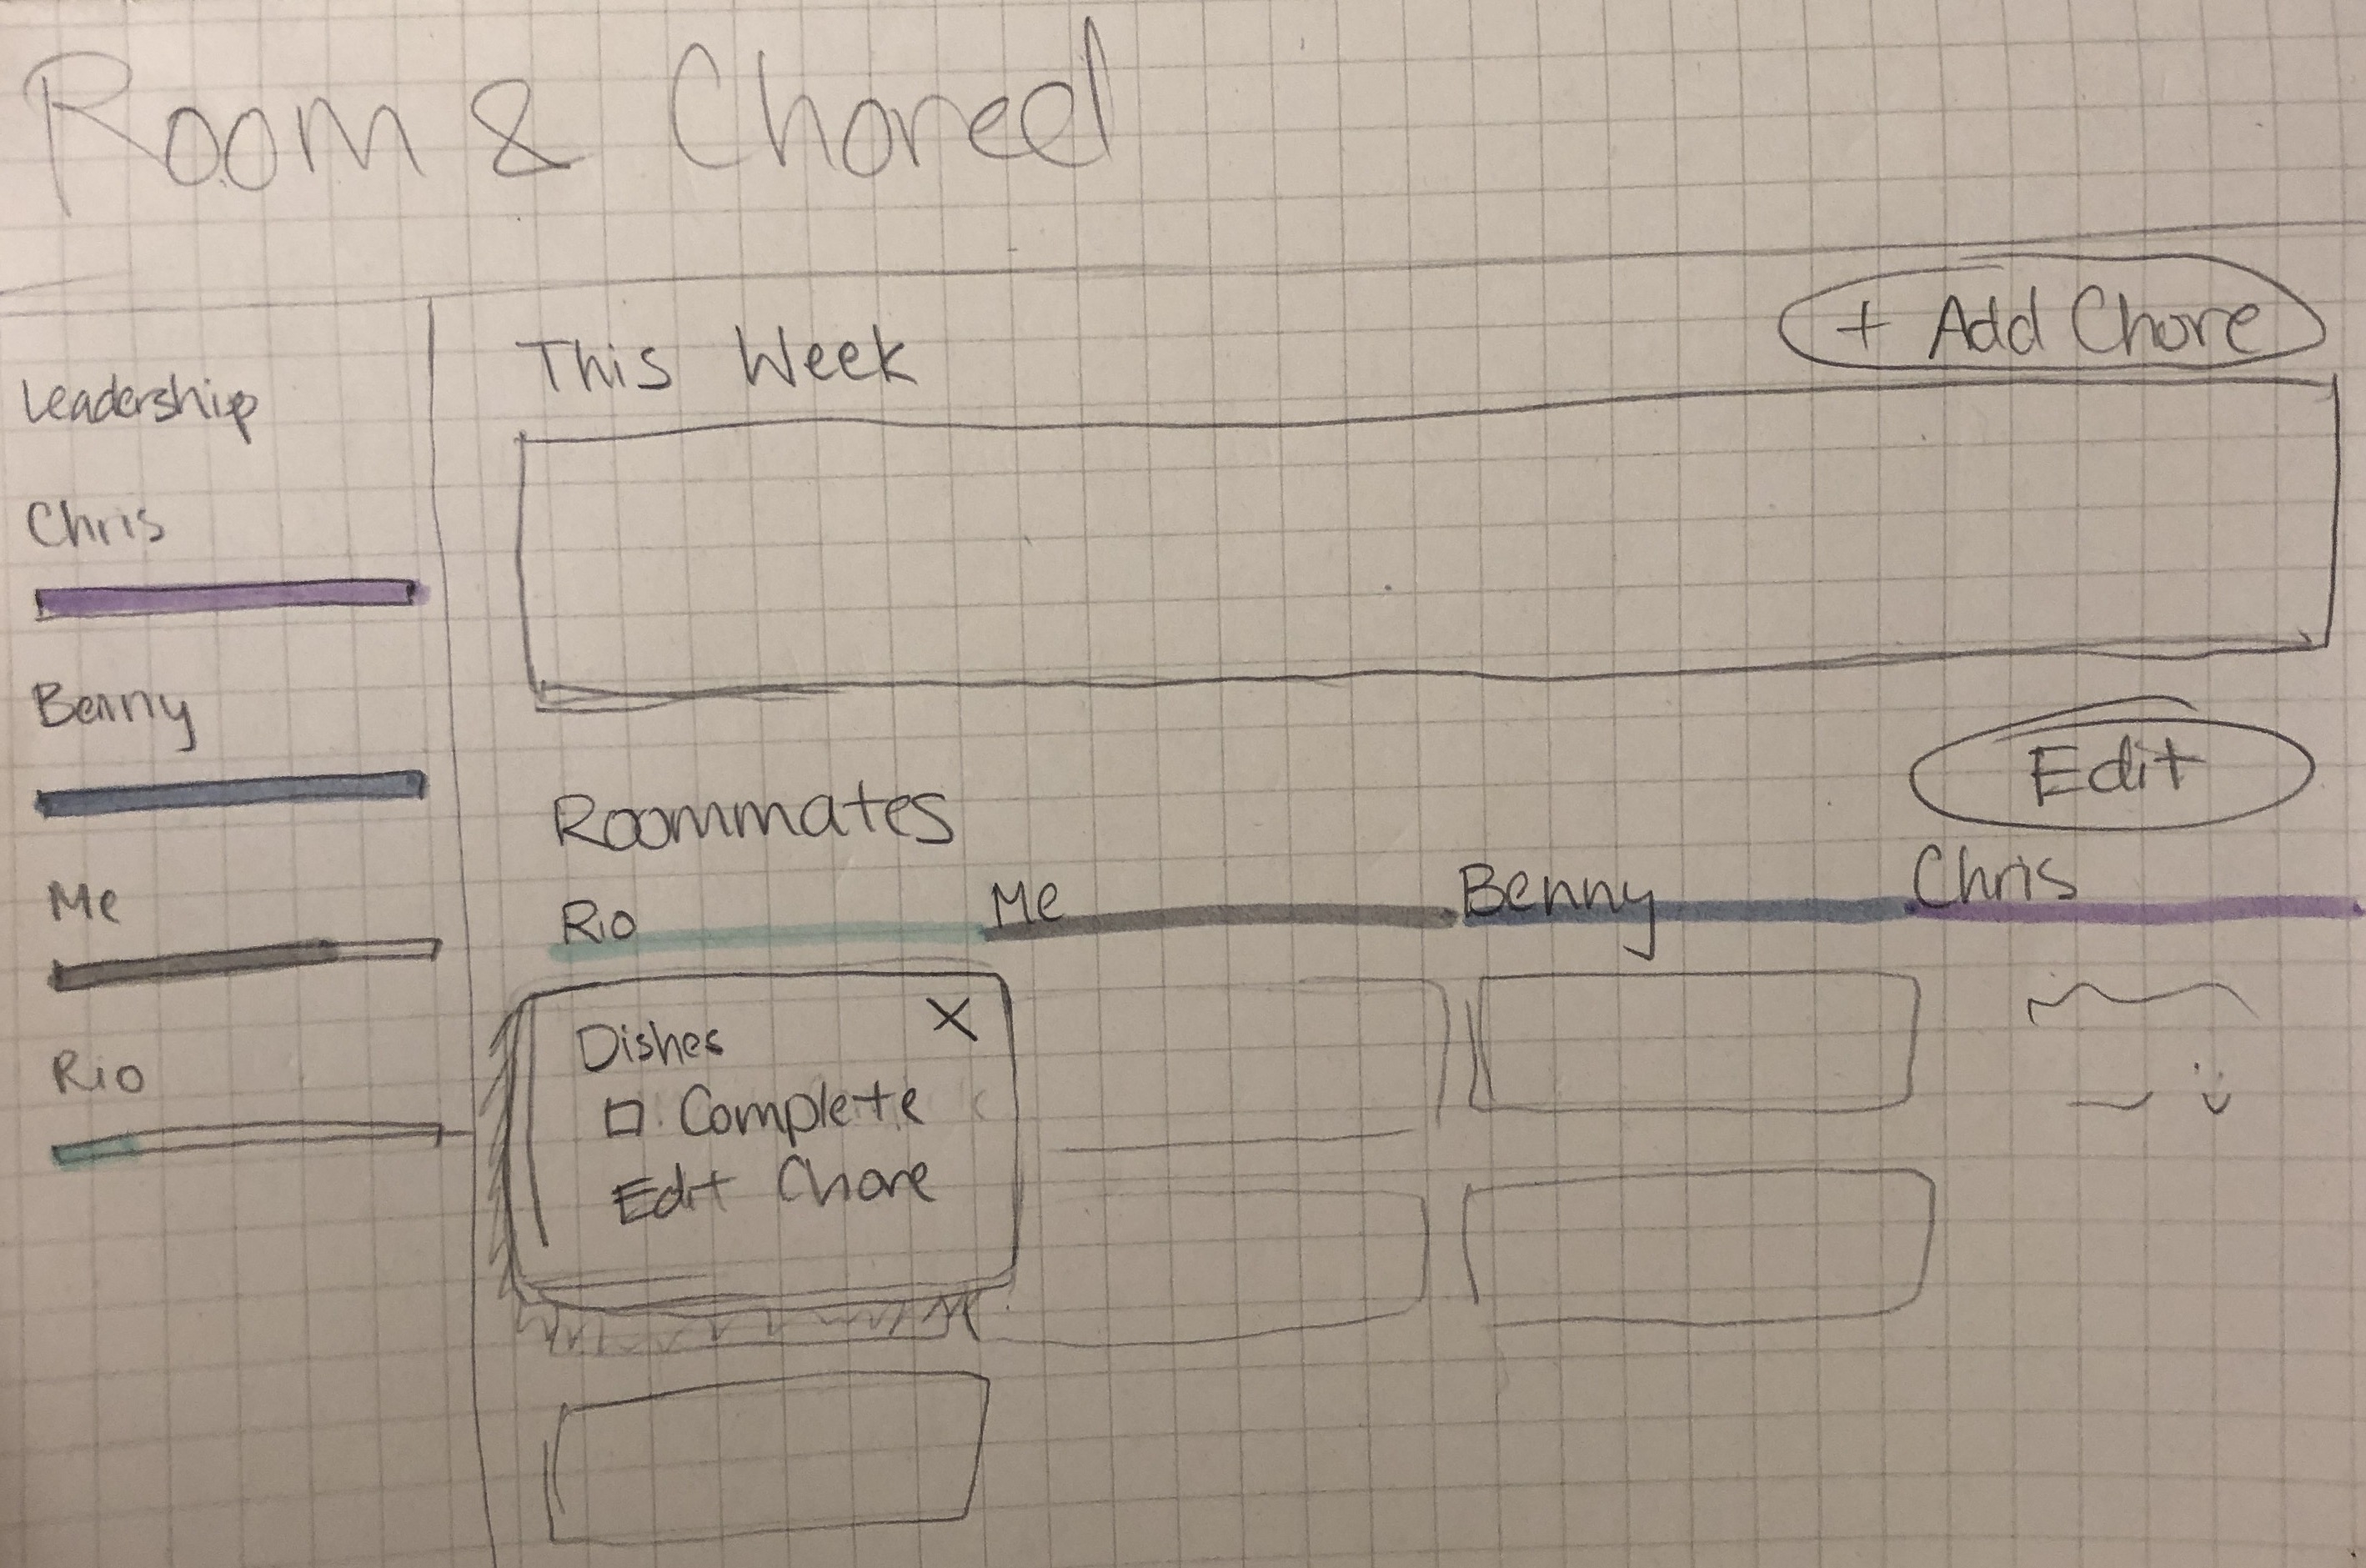 Room & Chored
This Week
+ Add Chore
Leadership
Chris
Benny
Me
Rio
Roommates
Edit
Rio
Me
Benny
Chris
Dishes X
Complete
Edit Chore